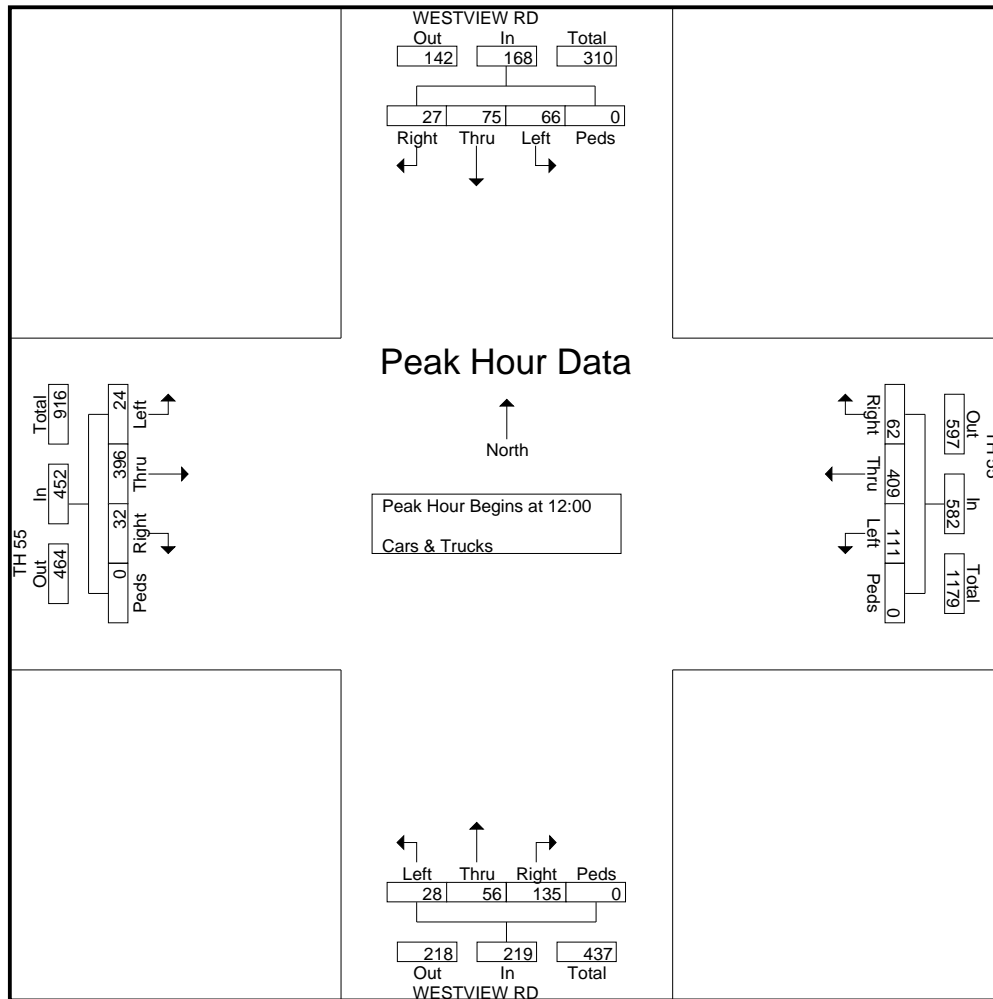 WESTVIEW RD
Out In Total
142 168 310
27 75 66 0
Right Thru Left Peds
Peak Hour Data
North
Peak Hour Begins at 12:00
Cars & Trucks
TH 55
Total In Out
916 452 464
24 396 32 0
Left Thru Right Peds
TH 55
Out In Total
597 582 1179
62 409 111 0
Right Thru Left Peds
Left Thru Right Peds
28 56 135 0
218 219 437
Out In Total
WESTVIEW RD